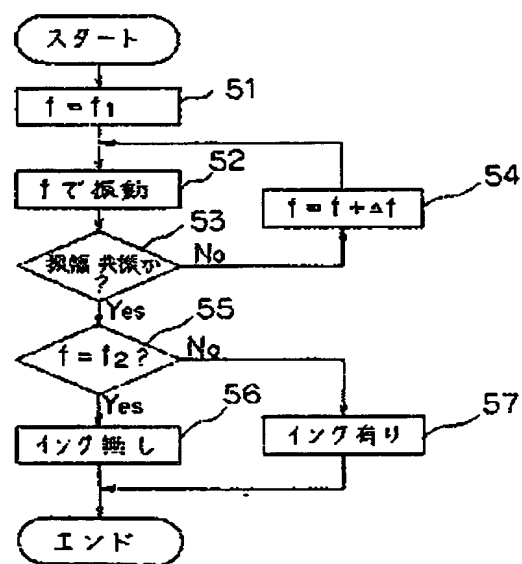 スタート
f = f1
51
fで振動
52
f = f + Δf
54
振幅 共振か
?
53
No
Yes
f = f2 ?
55
No
Yes
インク無し
56
インク有り
57
エンド